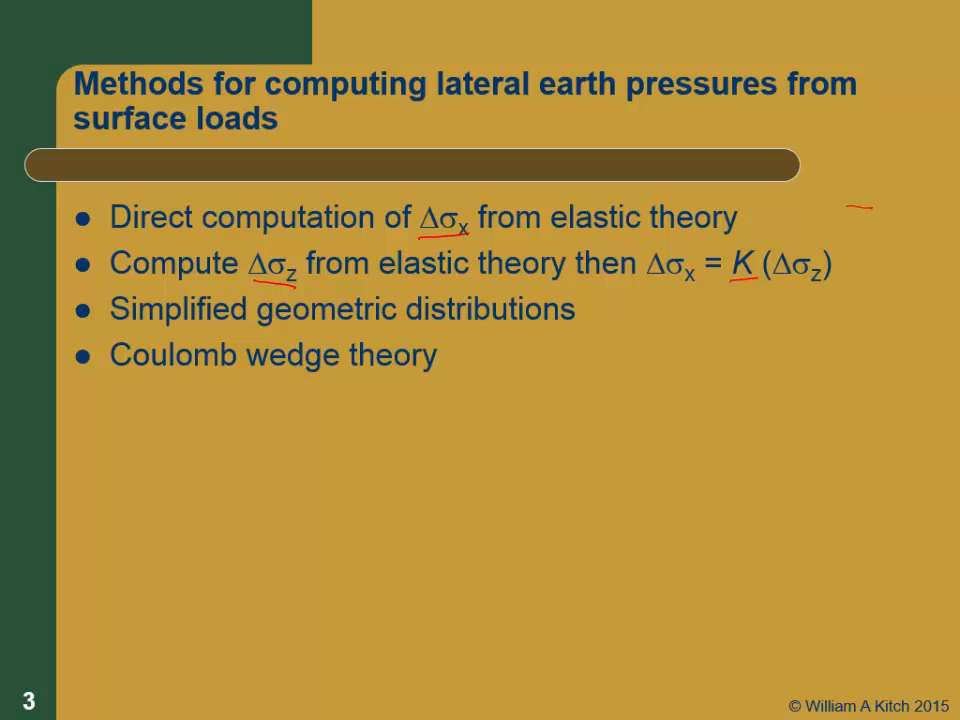 Methods for computing lateral earth pressures from
surface loads
● Direct computation of Δσx from elastic theory
● Compute Δσz from elastic theory then Δσx = K (Δσz)
● Simplified geometric distributions
● Coulomb wedge theory
3
© William A Kitch 2015